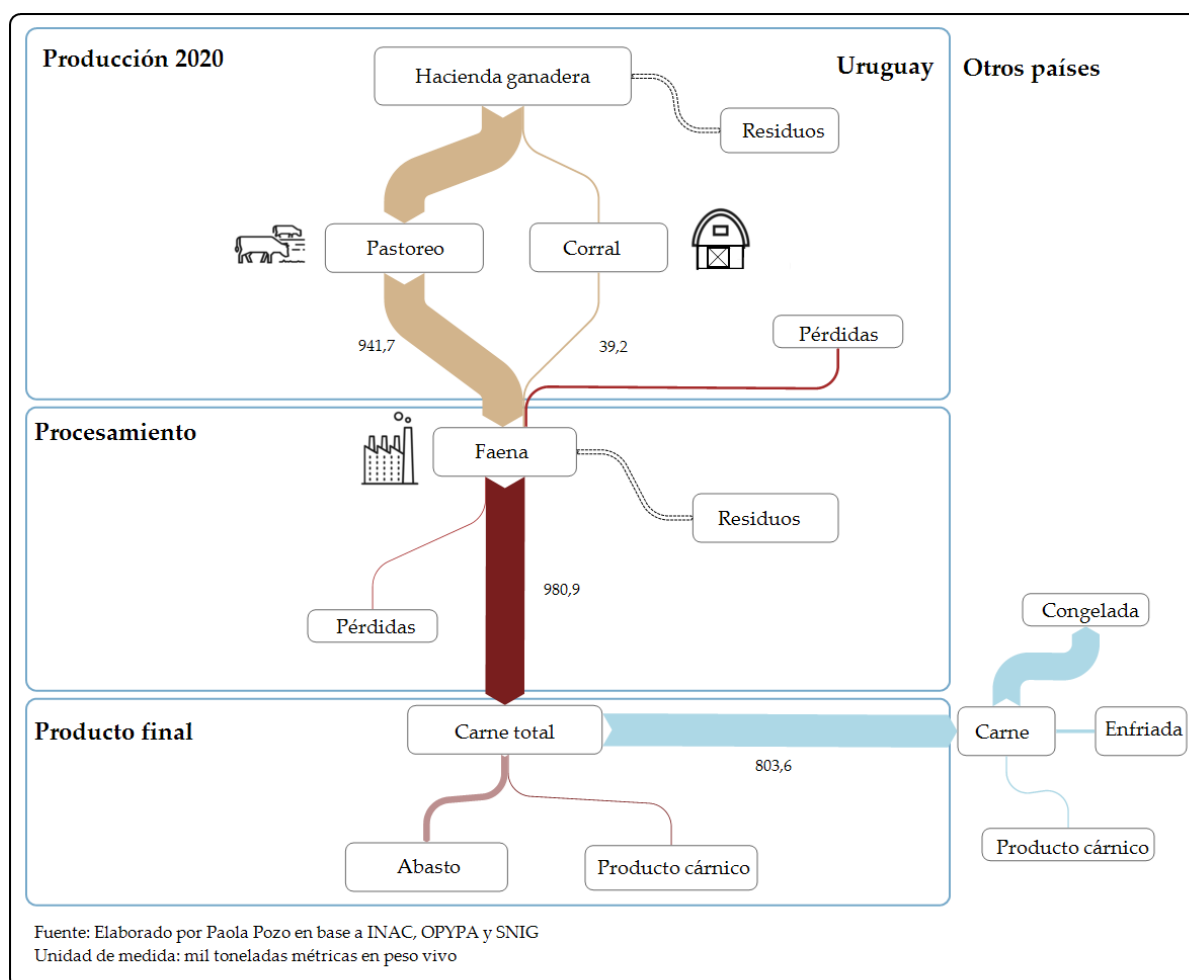 Producción 2020
Hacienda ganadera
Uruguay
Otros países
Residuos
Pastoreo
Corral
941,7
39,2
Pérdidas
Procesamiento
Faena
Residuos
980,9
Pérdidas
Congelada
Producto final
Carne total
803,6
Carne
Enfriada
Abasto
Producto cárnico
Producto cárnico
Fuente: Elaborado por Paola Pozo en base a INAC, OPYPA y SNIG
Unidad de medida: mil toneladas métricas en peso vivo